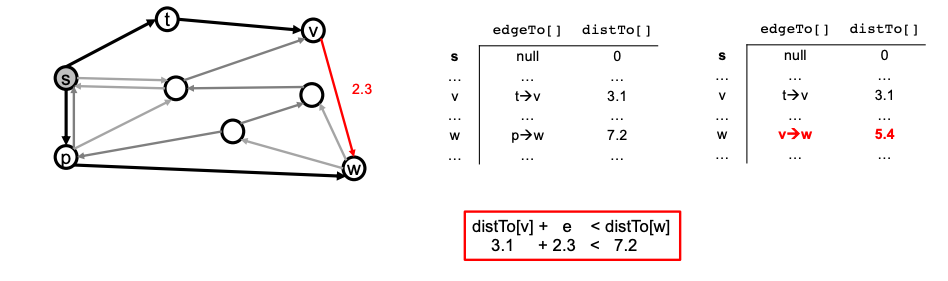 t
v
s
2.3
p
w
edgeTo[] distTo[]
s null 0
... ... ...
v t→v 3.1
... ... ...
w p→w 7.2
... ... ...
edgeTo[] distTo[]
s null 0
... ... ...
v t→v 3.1
... ... ...
w v→w 5.4
... ... ...
distTo[v] + e < distTo[w]
3.1 + 2.3 < 7.2